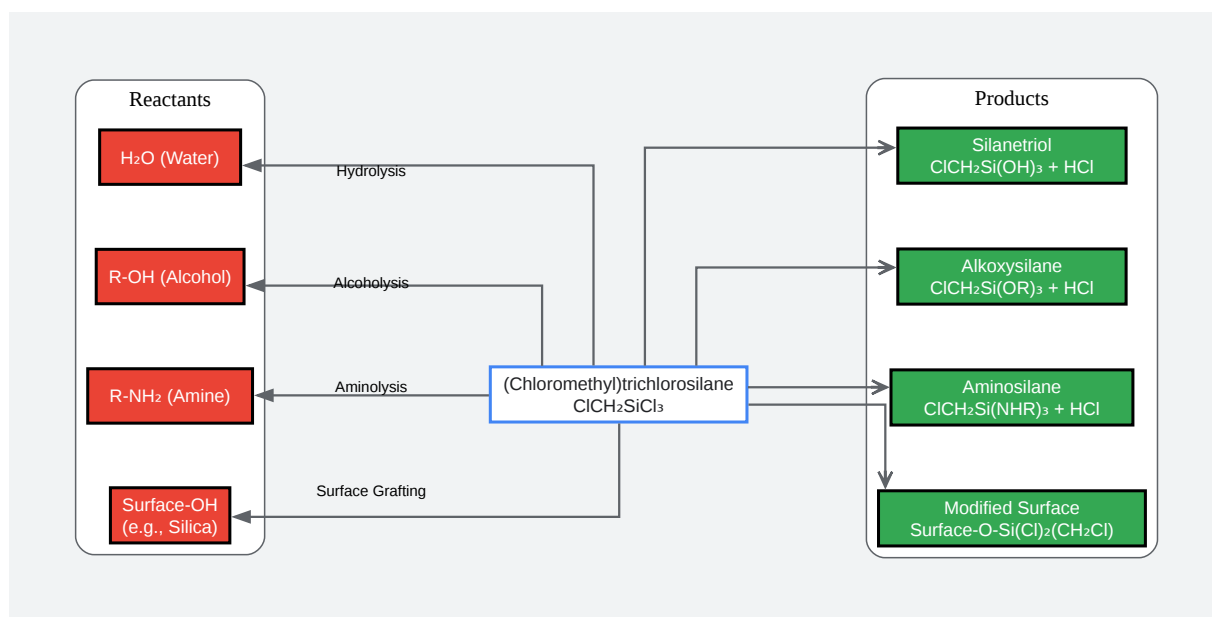 Reactants
H₂O (Water)
R-OH (Alcohol)
R-NH₂ (Amine)
Surface-OH
(e.g., Silica)
Hydrolysis
Alcoholysis
Aminolysis
Surface Grafting
(Chloromethyl)trichlorosilane
ClCH₂SiCl₃
Products
Silanetriol
ClCH₂Si(OH)₃ + HCl
Alkoxysilane
ClCH₂Si(OR)₃ + HCl
Aminosilane
ClCH₂Si(NHR)₃ + HCl
Modified Surface
Surface-O-Si(Cl)₂(CH₂Cl)